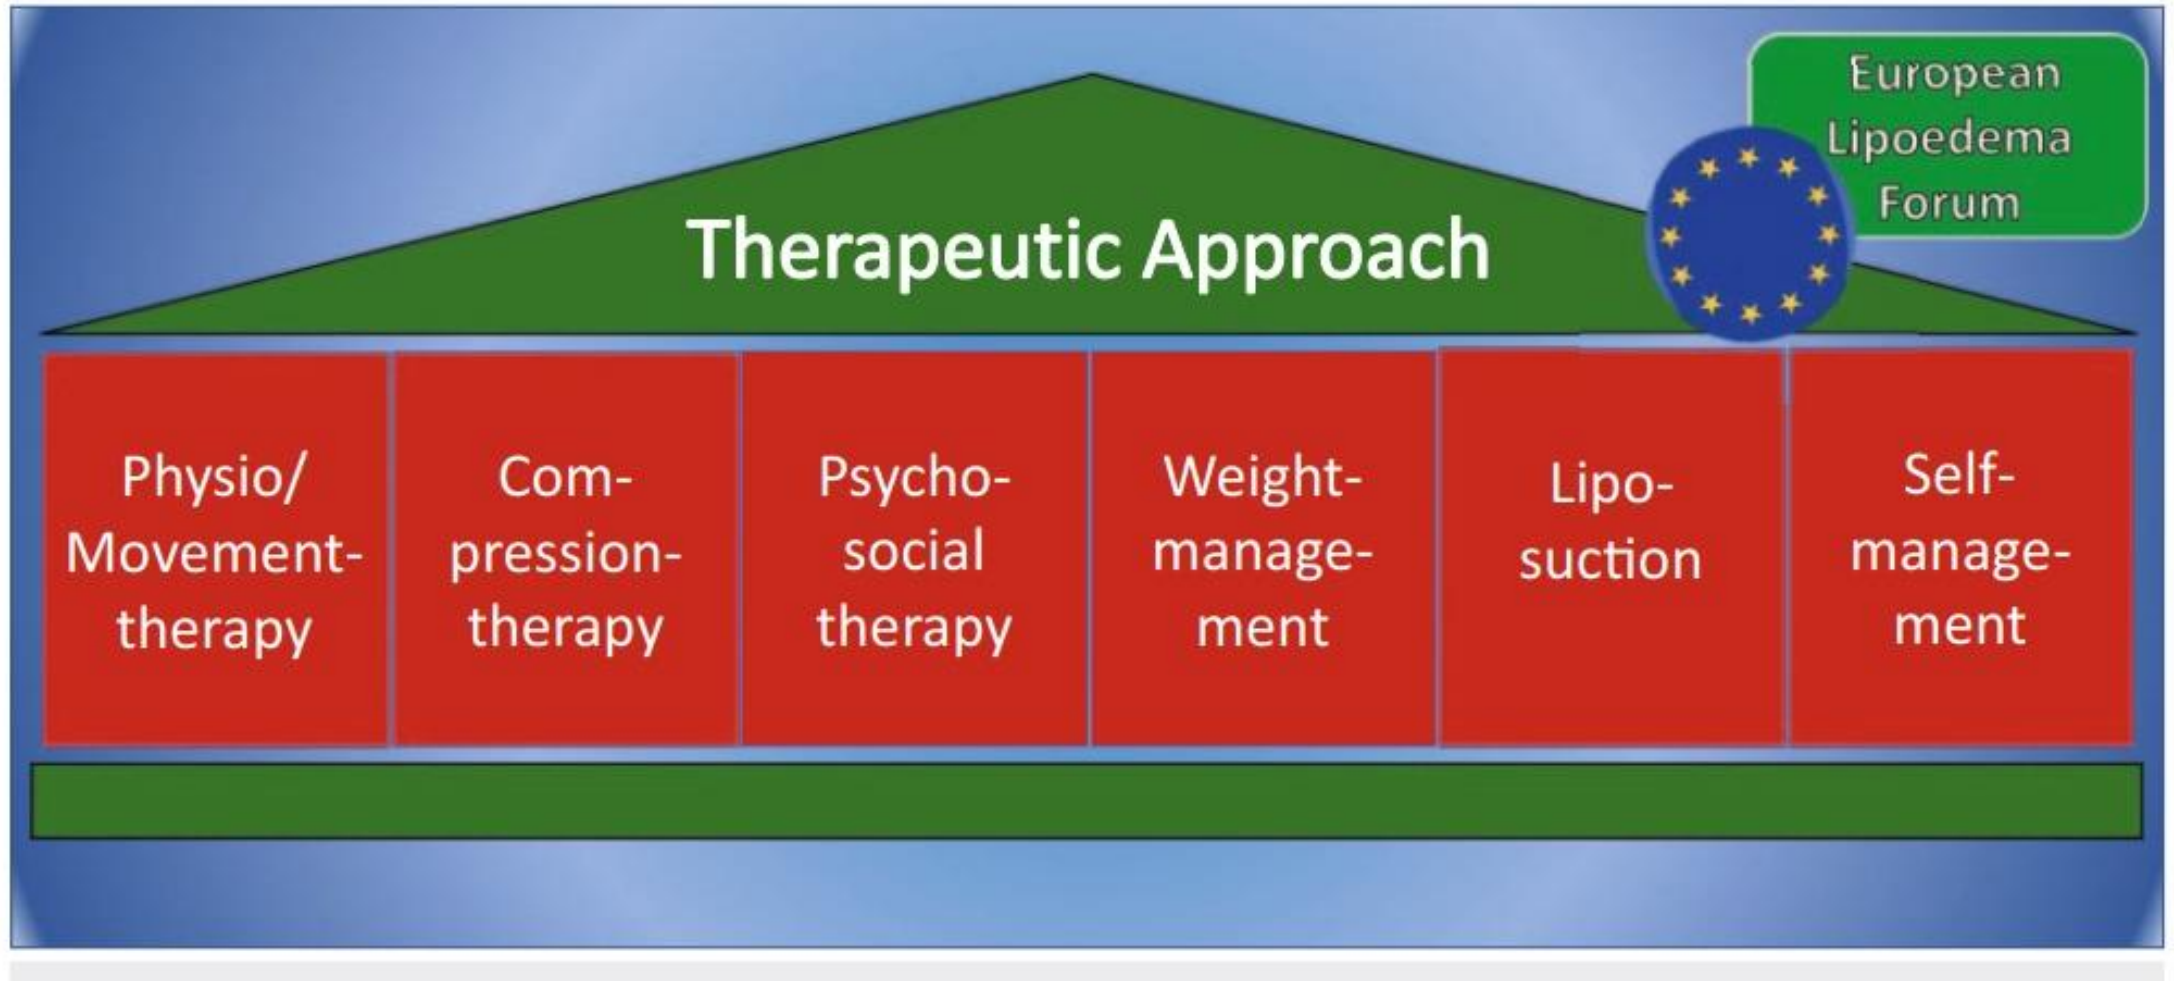 European
Lipoedema
Forum
Therapeutic Approach
Physio/
Movement-
therapy
Com-
pression-
therapy
Psycho-
social
therapy
Weight-
manage-
ment
Lipo-
suction
Self-
manage-
ment